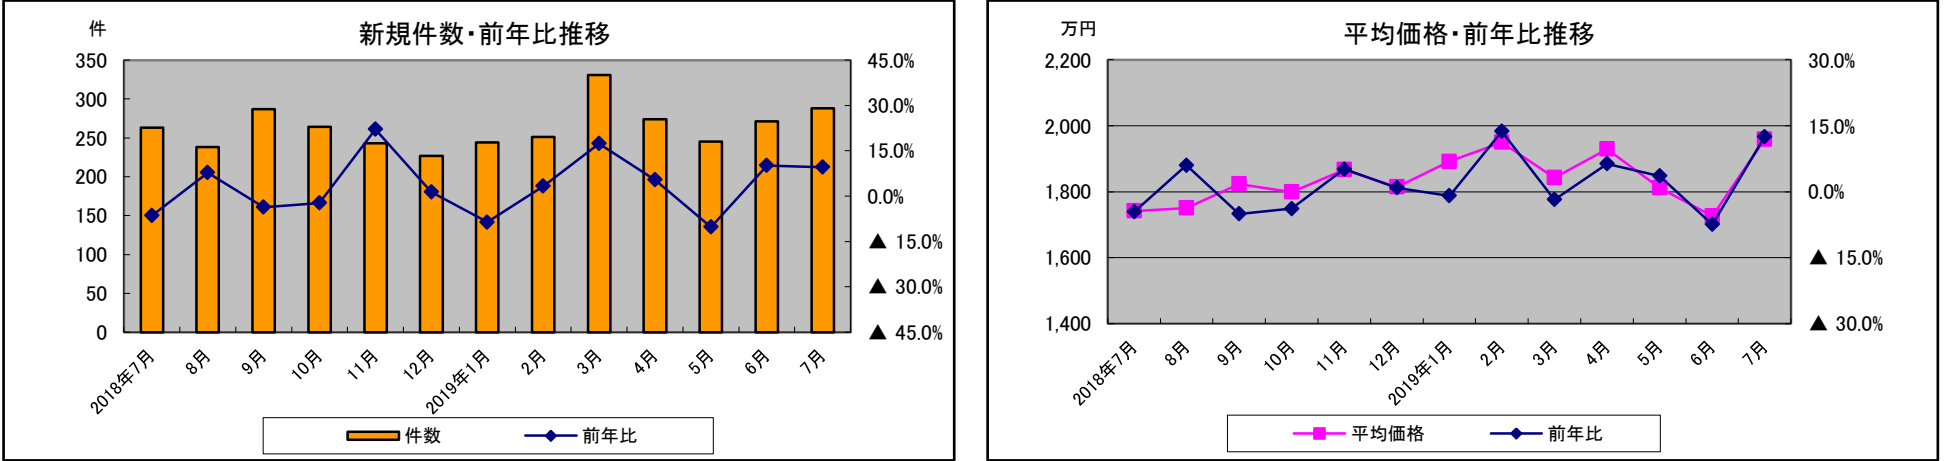 件
新規件数・前年比推移
350
300
250
200
150
100
50
0
45.0%
30.0%
15.0%
0.0%
▲ 15.0%
▲ 30.0%
▲ 45.0%
2018年7月
8月
9月
10月
11月
12月
2019年1月
2月
3月
4月
5月
6月
7月
件数
前年比
万円
平均価格・前年比推移
2,200
2,000
1,800
1,600
1,400
30.0%
15.0%
0.0%
▲ 15.0%
▲ 30.0%
2018年7月
8月
9月
10月
11月
12月
2019年1月
2月
3月
4月
5月
6月
7月
平均価格
前年比